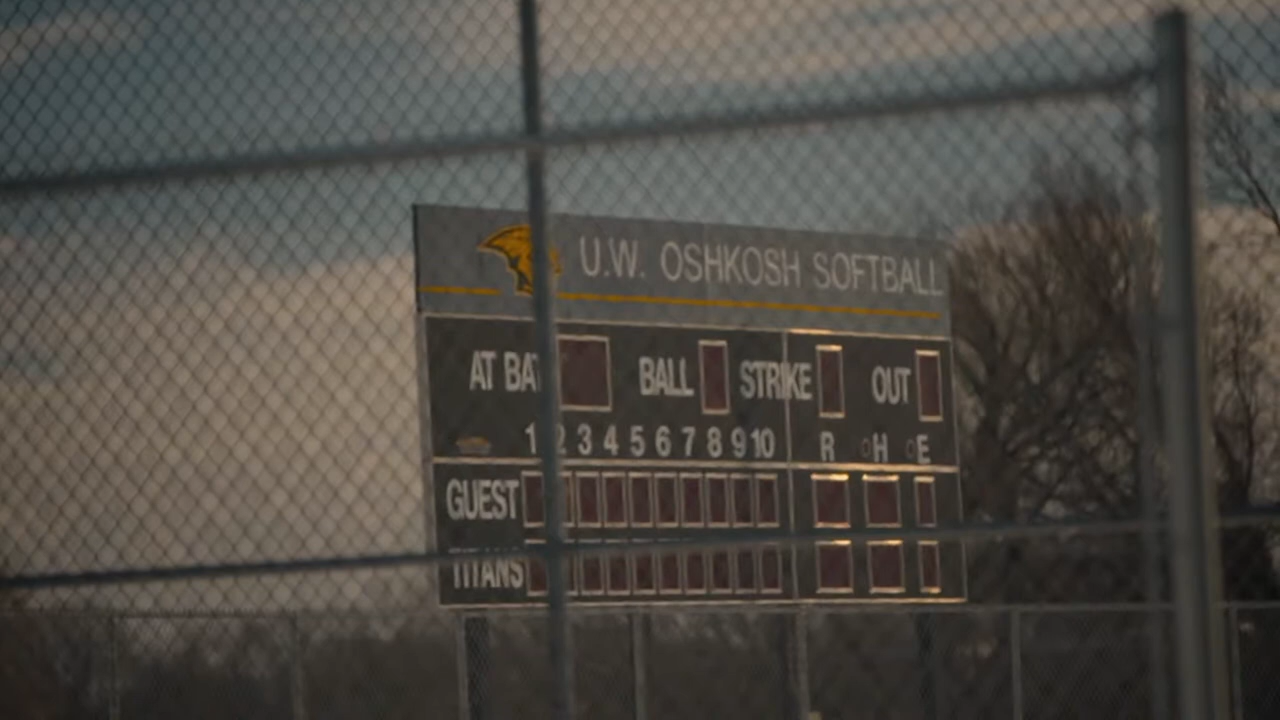 U.W. OSHKOSH SOFTBALL
AT BAT BALL STRIKE OUT
1 2 3 4 5 6 7 8 9 10 R H E
GUEST
TITANS